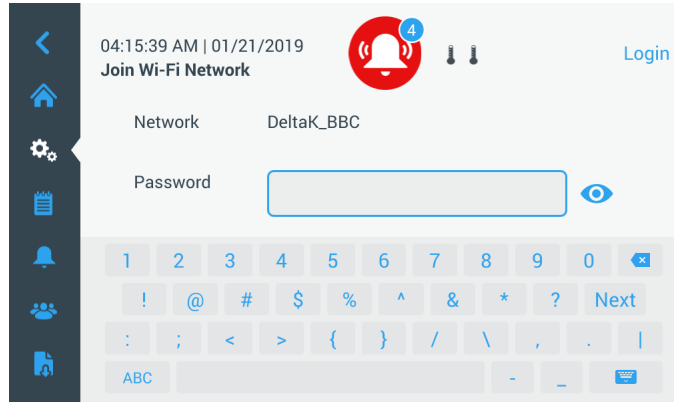 04:15:39 AM | 01/21/2019
4
Login
Join Wi-Fi Network
Network DeltaK_BBC
Password
1 2 3 4 5 6 7 8 9 0
! @ # $ % ^ & * ? Next
: ; < > { } / \ , . |
ABC - _